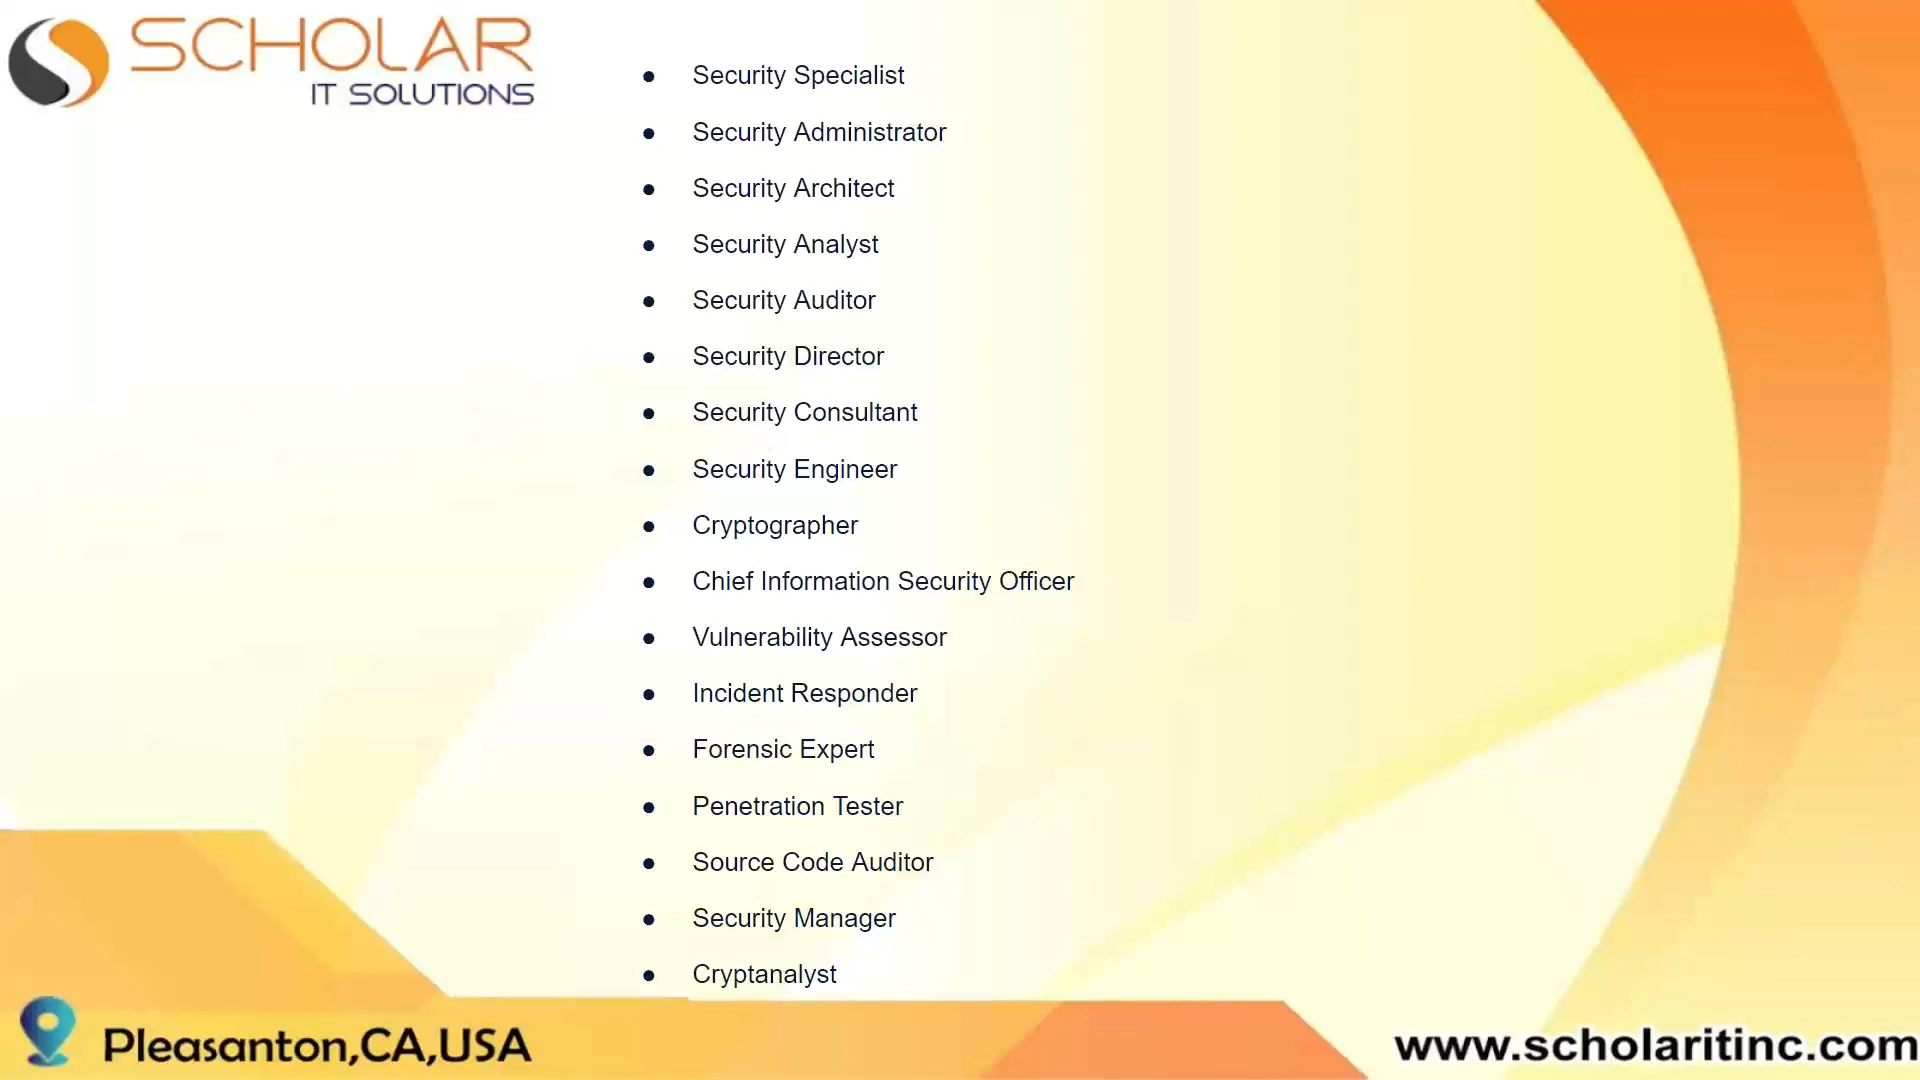 SCHOLAR
IT SOLUTIONS
● Security Specialist
● Security Administrator
● Security Architect
● Security Analyst
● Security Auditor
● Security Director
● Security Consultant
● Security Engineer
● Cryptographer
● Chief Information Security Officer
● Vulnerability Assessor
● Incident Responder
● Forensic Expert
● Penetration Tester
● Source Code Auditor
● Security Manager
● Cryptanalyst
Pleasanton,CA,USA
www.scholaritinc.com